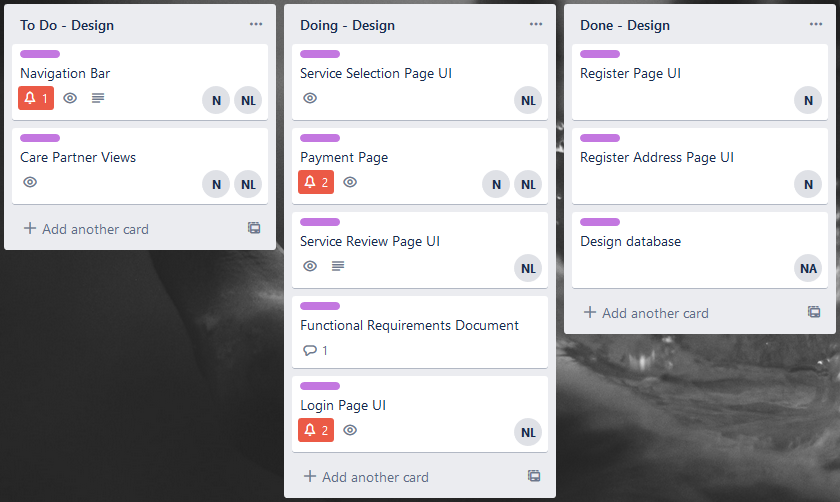 To Do - Design
Navigation Bar
1
N NL
Care Partner Views
N NL
Add another card
Doing - Design
Service Selection Page UI
NL
Payment Page
2
N NL
Service Review Page UI
NL
Functional Requirements Document
1
Login Page UI
2
NL
Add another card
Done - Design
Register Page UI
N
Register Address Page UI
N
Design database
NA
Add another card